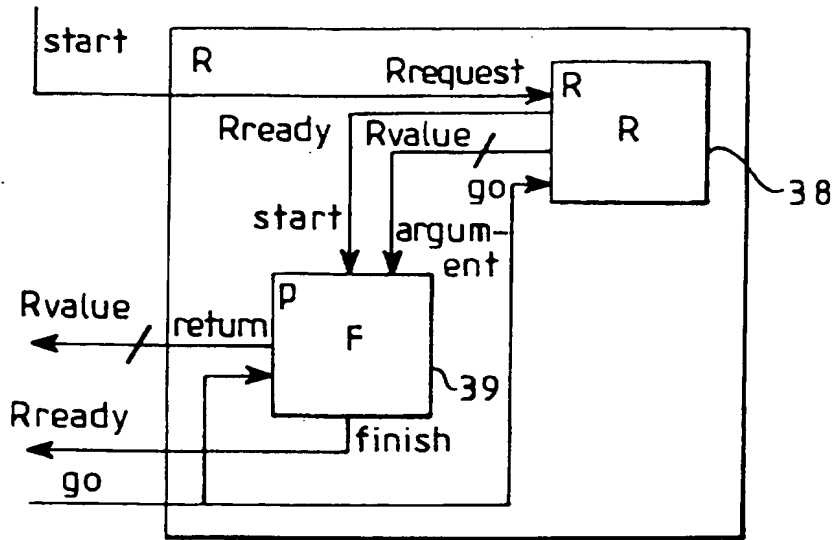 start
R
Rrequest
R
R
Rready
Rvalue
go
38
start
argum-
ent
Rvalue
return
P
F
39
Rready
finish
go